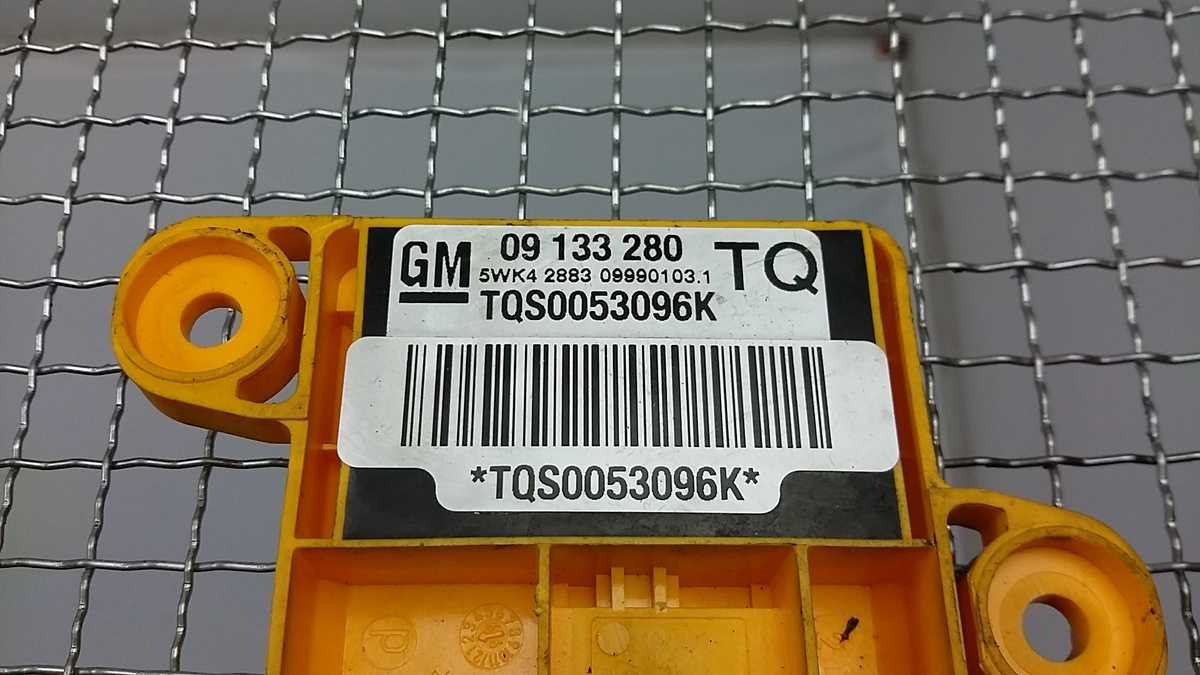 GM
09 133 280
TQ
5WK4 2883 09990103.1
TQS0053096K
*TQS0053096K*